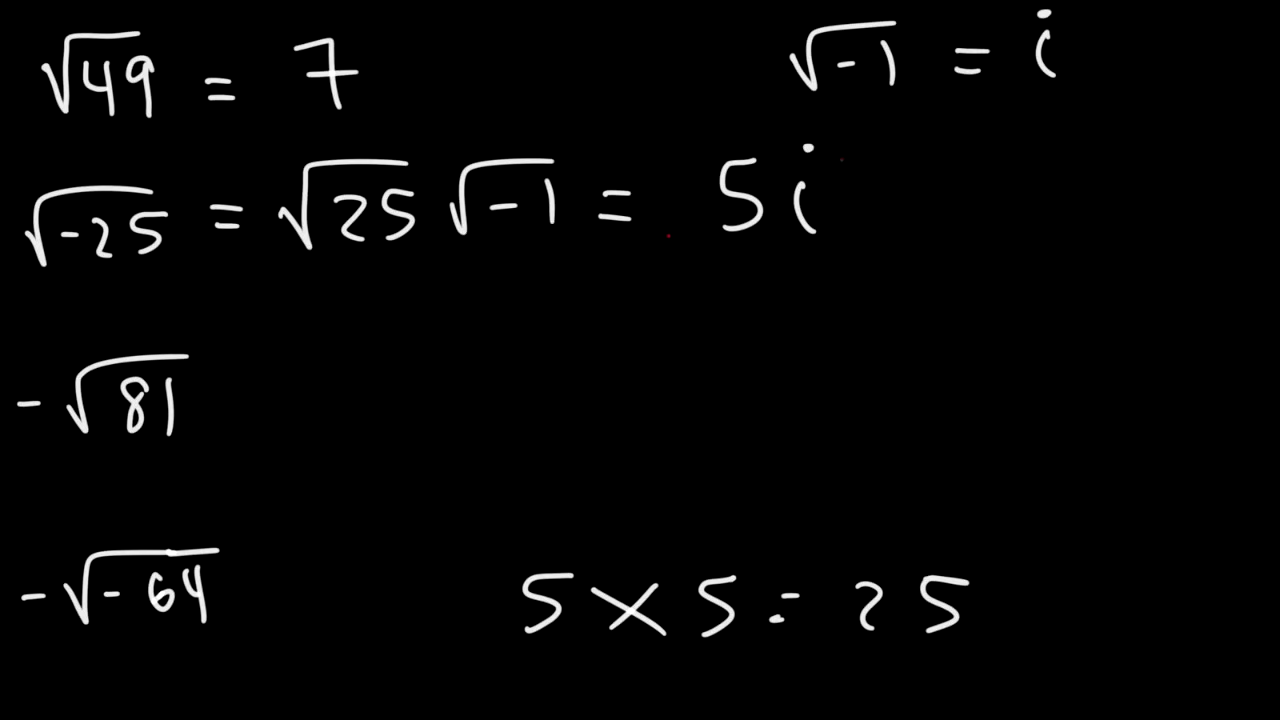 √49 = 7
√-1 = i
√-25 = √25 √-1 = 5i
-√81
-√-64
5 × 5 = 25